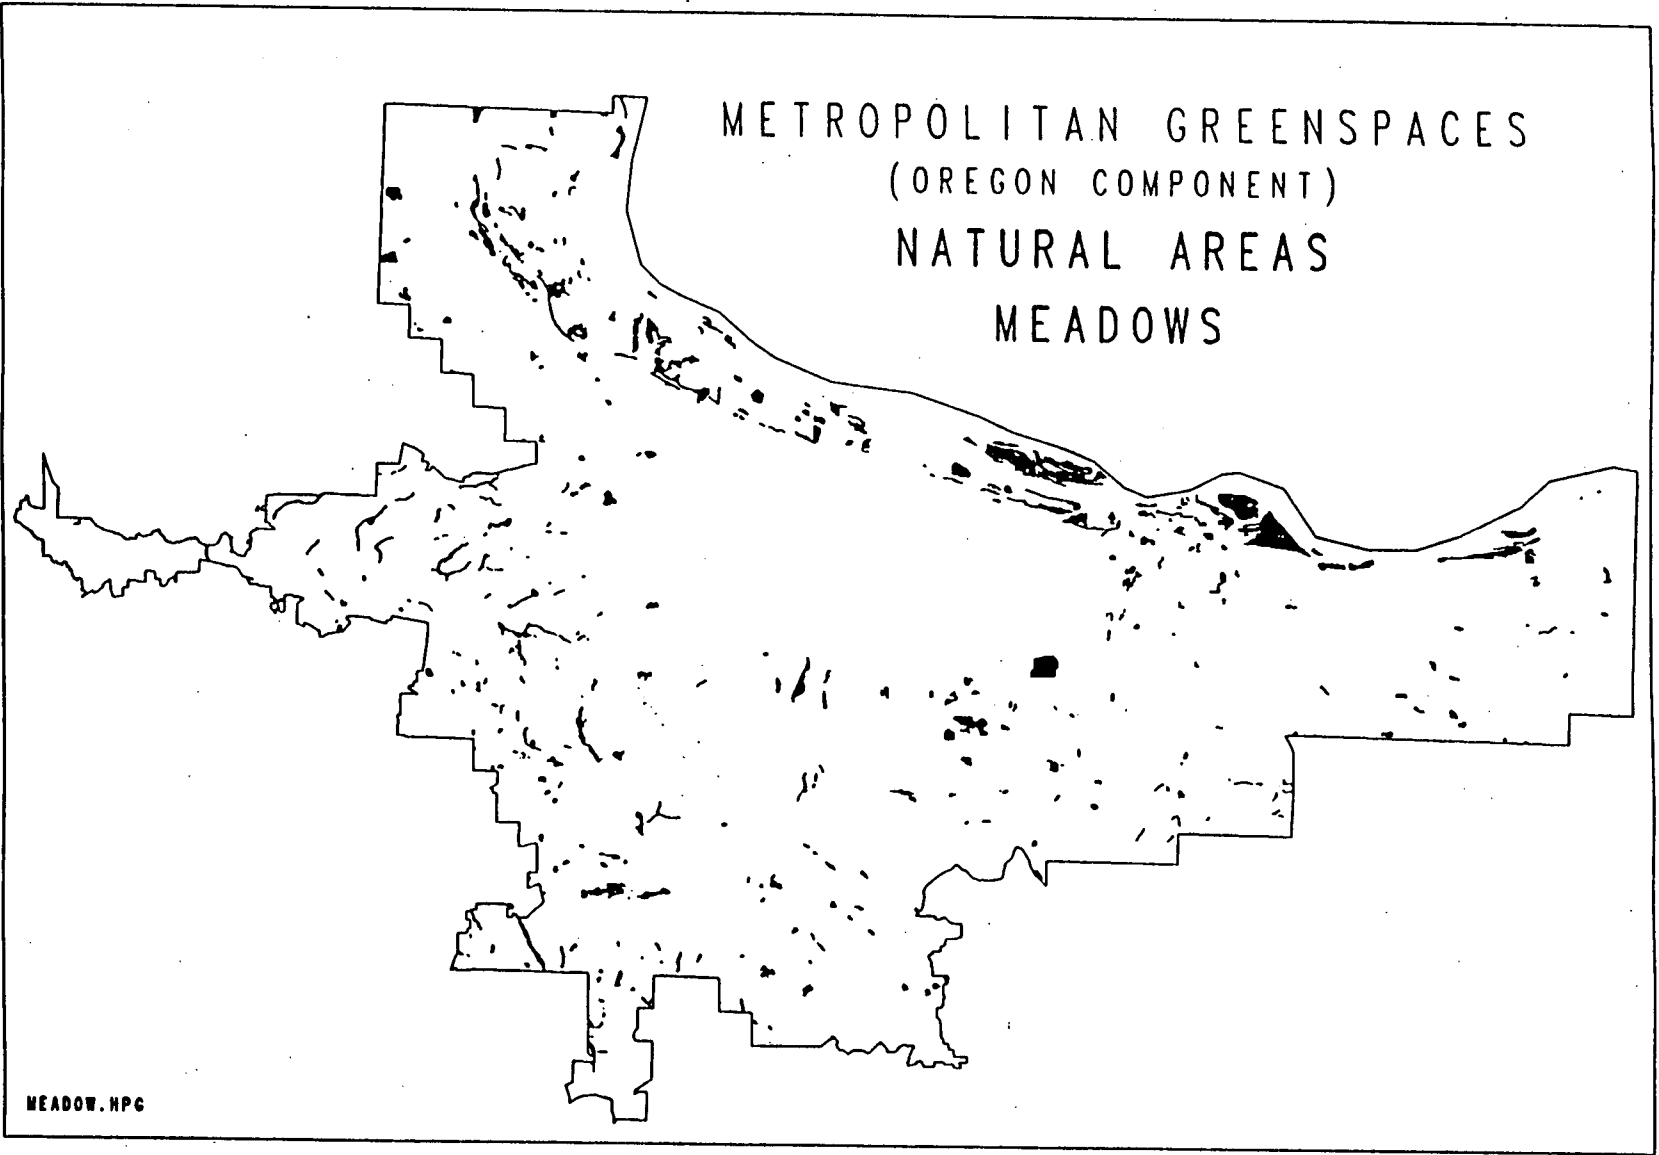 METROPOLITAN GREENSPACES
(OREGON COMPONENT)
NATURAL AREAS
MEADOWS
MEADOW.HPG